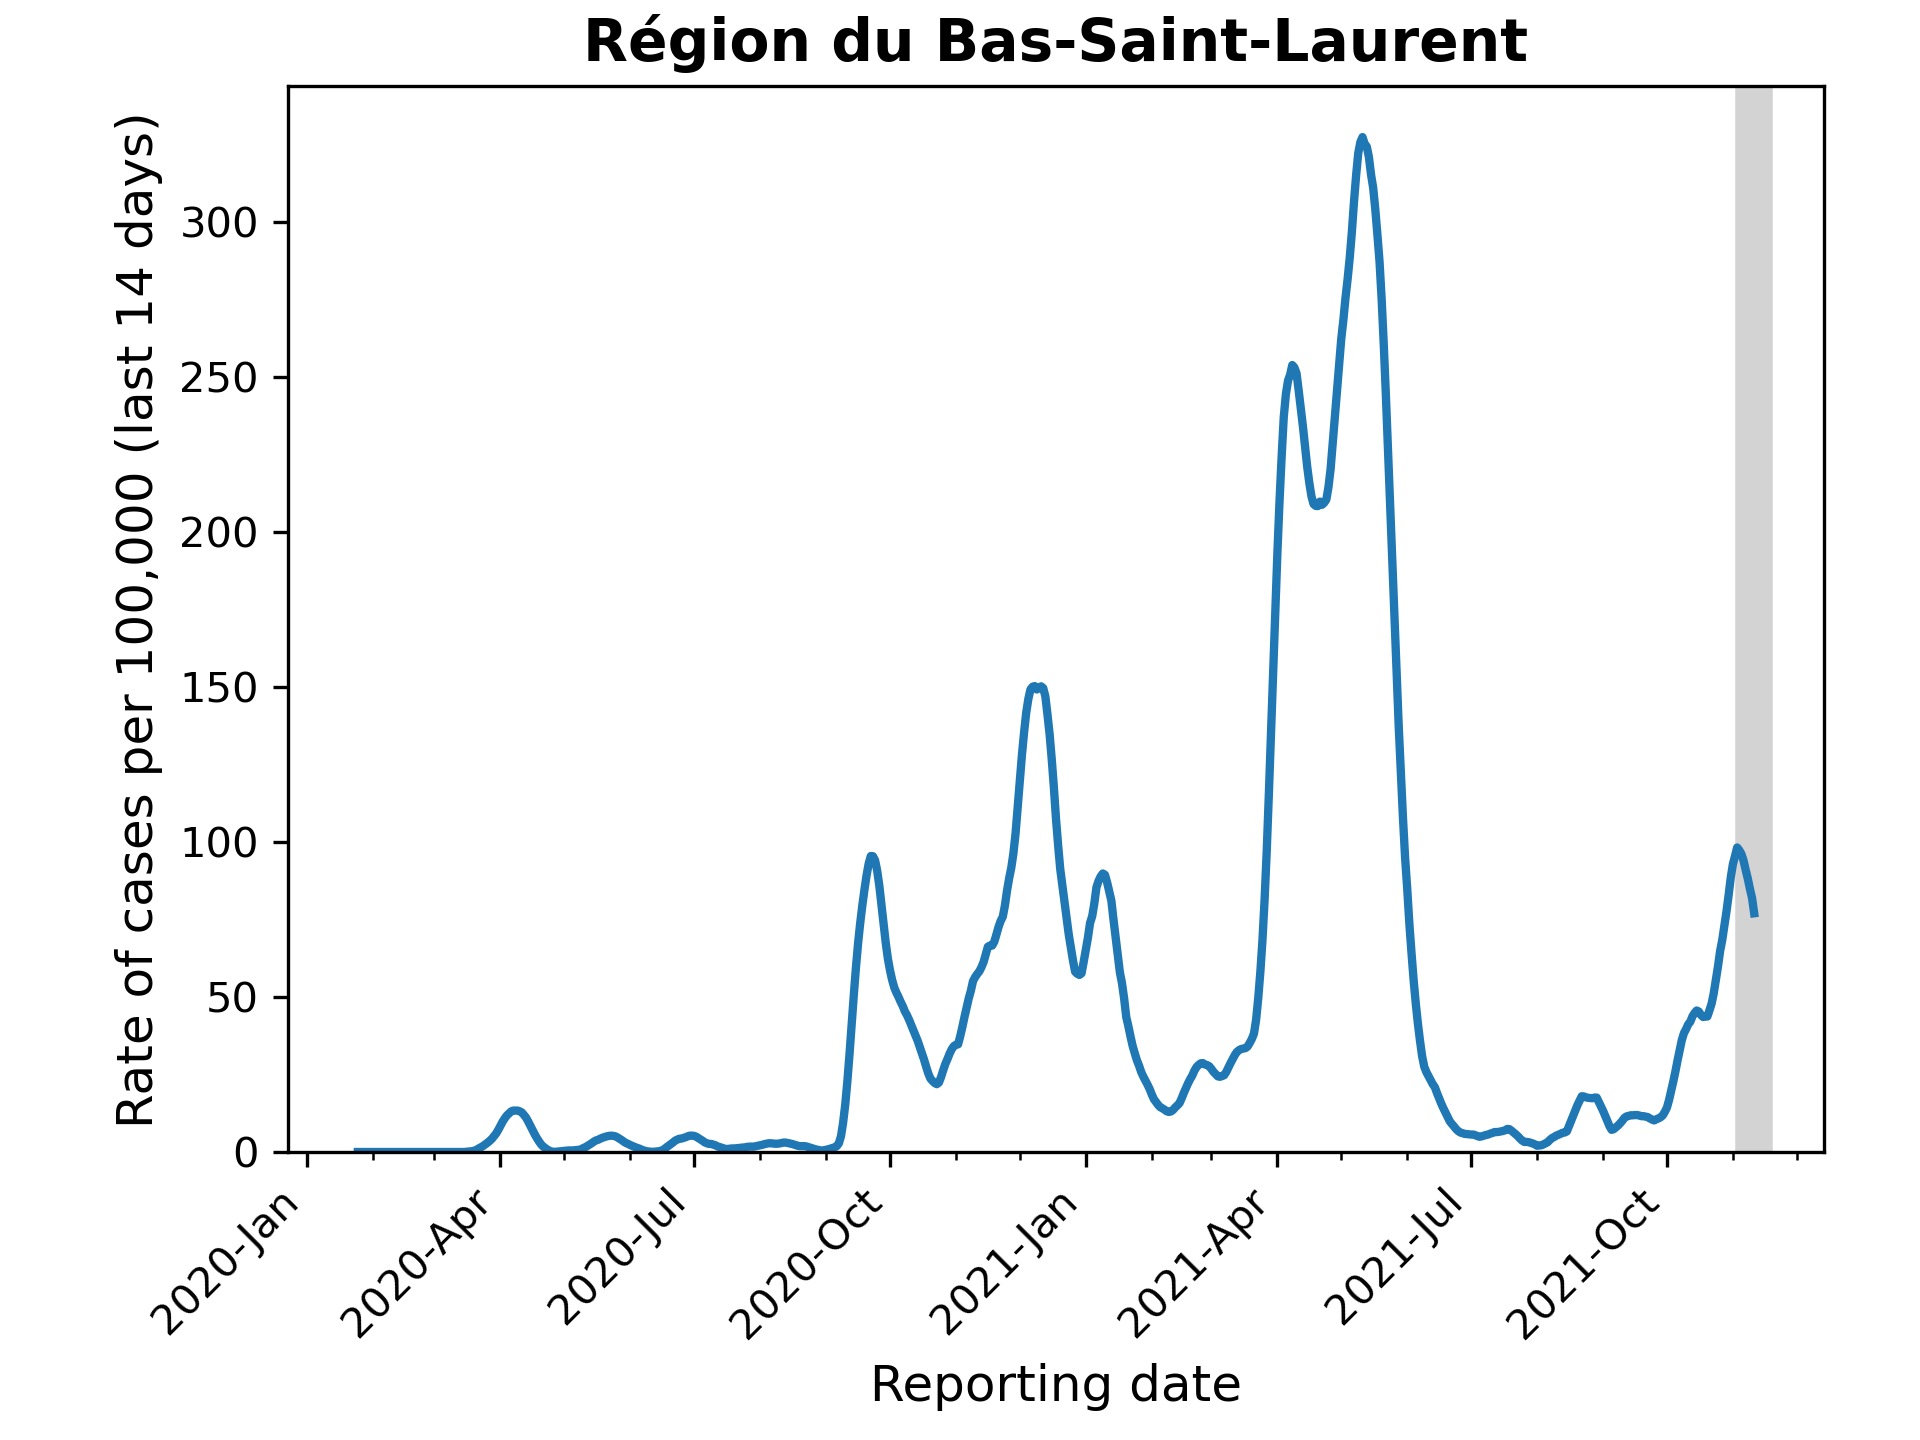 Région du Bas-Saint-Laurent
Rate of cases per 100,000 (last 14 days)
300
250
200
150
100
50
0
2020-Jan
2020-Apr
2020-Jul
2020-Oct
2021-Jan
2021-Apr
2021-Jul
2021-Oct
Reporting date